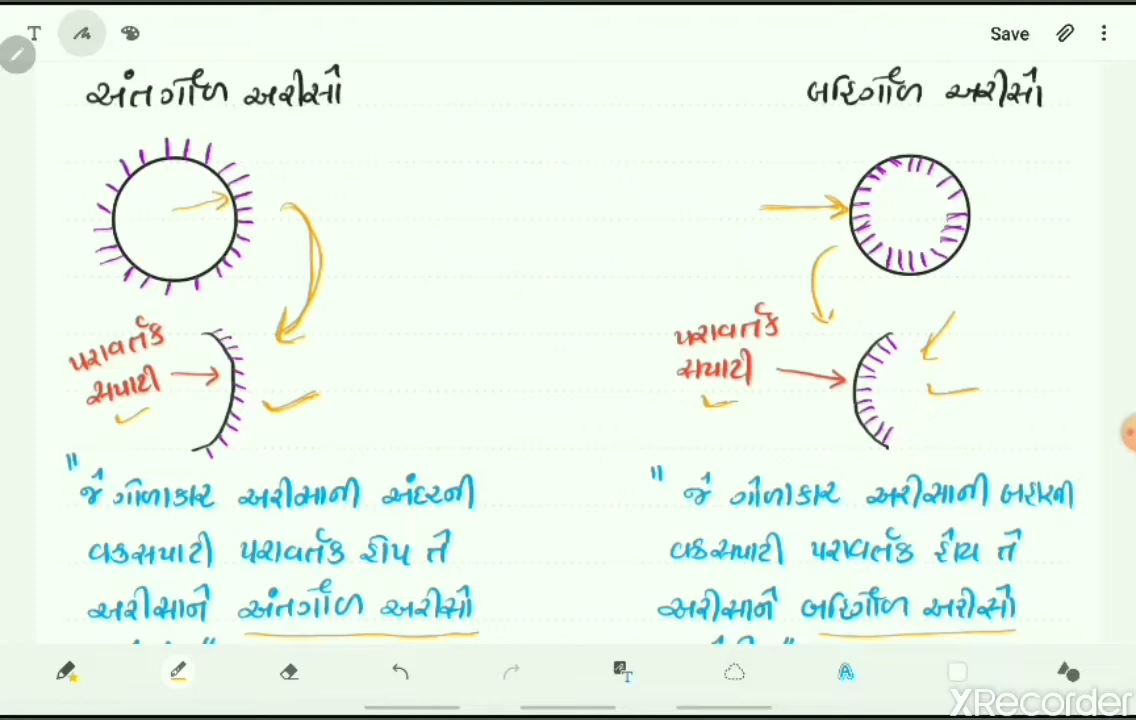 T
Save
અંતર્ગોળ અરીસો
બહિર્ગોળ અરીસો
પરાવર્તક
સપાટી
પરાવર્તક
સપાટી
"જે ગોળાકાર અરીસાની અંદરની
વક્રસપાટી પરાવર્તક હોય તે
અરીસાને અંતર્ગોળ અરીસો
" જે ગોળાકાર અરીસાની બહારની
વક્રસપાટી પરાવર્તક હોય તે
અરીસાને બહિર્ગોળ અરીસો
XRecorder